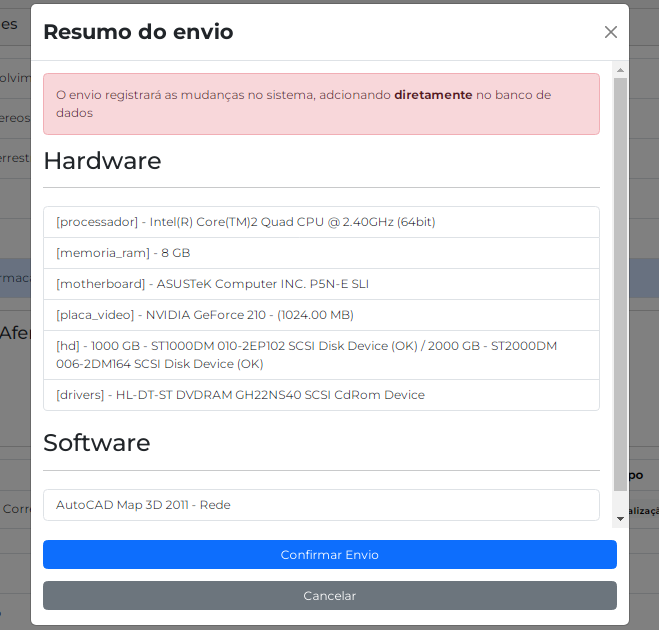 es
Resumo do envio
olvim
ereos
errest
O envio registrará as mudanças no sistema, adcionando diretamente no banco de
dados
Hardware
[processador] - Intel(R) Core(TM)2 Quad CPU @ 2.40GHz (64bit)
[memoria_ram] - 8 GB
rmaca
[motherboard] - ASUSTeK Computer INC. P5N-E SLI
[placa_video] - NVIDIA GeForce 210 - (1024.00 MB)
Afer
[hd] - 1000 GB - ST1000DM 010-2EP102 SCSI Disk Device (OK) / 2000 GB - ST2000DM
006-2DM164 SCSI Disk Device (OK)
[drivers] - HL-DT-ST DVDRAM GH22NS40 SCSI CdRom Device
Software
po
AutoCAD Map 3D 2011 - Rede
Corre
alizaçã
Confirmar Envio
Cancelar